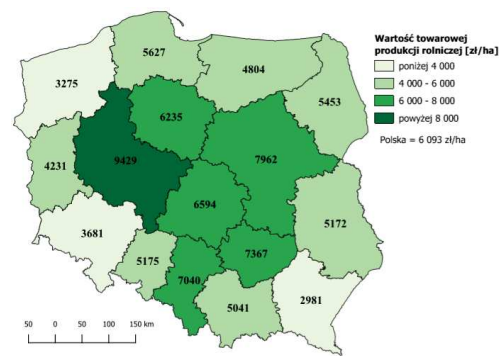 Wartość towarowej
produkcji rolniczej [zł/ha]
poniżej 4 000
4 000 - 6 000
6 000 - 8 000
powyżej 8 000
Polska = 6 093 zł/ha
5627
4804
3275
5453
6235
7962
9429
4231
6594
5172
3681
7367
5175
7040
5041
2981
50 0 50 100 150 km